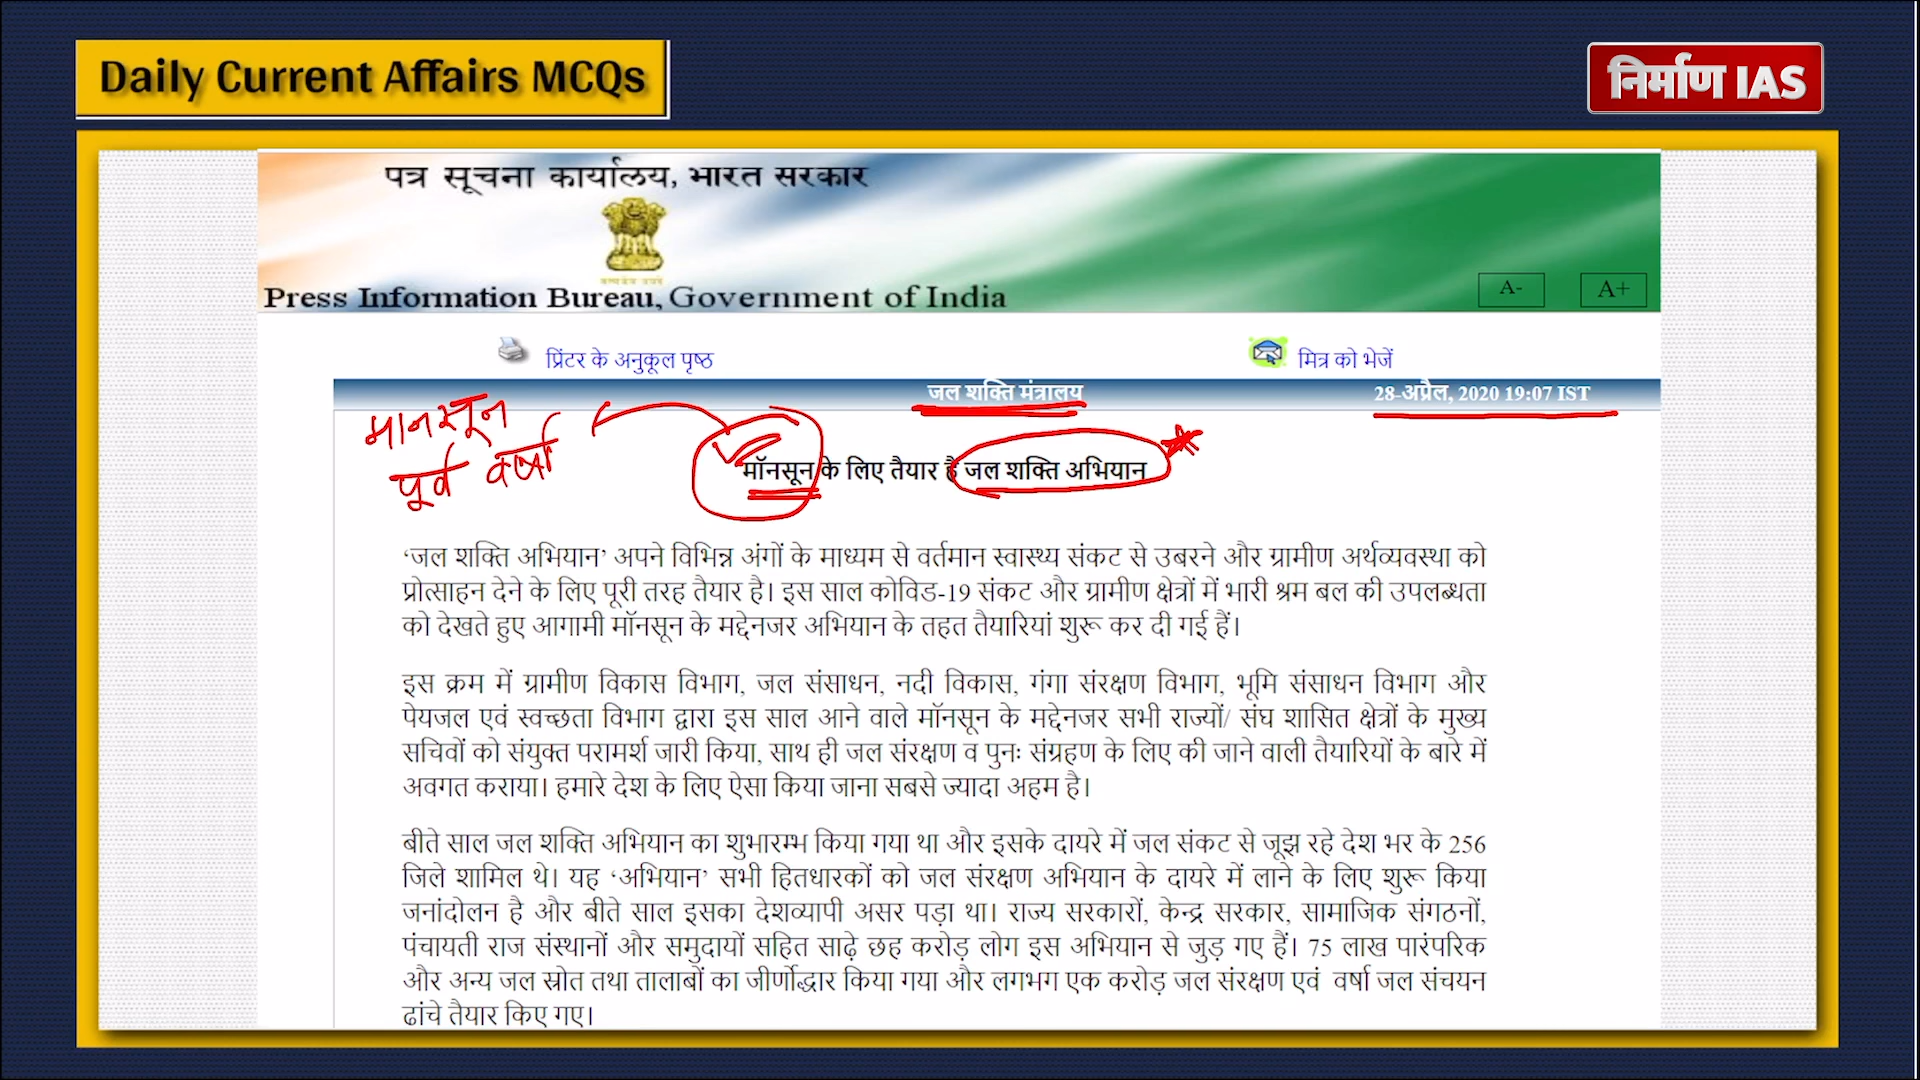 Daily Current Affairs MCQs
निर्माण IAS
पत्र सूचना कार्यालय, भारत सरकार
Press Information Bureau, Government of India
A- A+
प्रिंटर के अनुकूल पृष्ठ
मित्र को भेजें
जल शक्ति मंत्रालय
28-अप्रैल, 2020 19:07 IST
मानसून
पूर्व वर्षा
मॉनसून के लिए तैयार है जल शक्ति अभियान
‘जल शक्ति अभियान’ अपने विभिन्न अंगों के माध्यम से वर्तमान स्वास्थ्य संकट से उबरने और ग्रामीण अर्थव्यवस्था को
प्रोत्साहन देने के लिए पूरी तरह तैयार है। इस साल कोविड-19 संकट और ग्रामीण क्षेत्रों में भारी श्रम बल की उपलब्धता
को देखते हुए आगामी मॉनसून के मद्देनजर अभियान के तहत तैयारियां शुरू कर दी गई हैं।
इस क्रम में ग्रामीण विकास विभाग, जल संसाधन, नदी विकास, गंगा संरक्षण विभाग, भूमि संसाधन विभाग और
पेयजल एवं स्वच्छता विभाग द्वारा इस साल आने वाले मॉनसून के मद्देनजर सभी राज्यों/ संघ शासित क्षेत्रों के मुख्य
सचिवों को संयुक्त परामर्श जारी किया, साथ ही जल संरक्षण व पुनः संग्रहण के लिए की जाने वाली तैयारियों के बारे में
अवगत कराया। हमारे देश के लिए ऐसा किया जाना सबसे ज्यादा अहम है।
बीते साल जल शक्ति अभियान का शुभारम्भ किया गया था और इसके दायरे में जल संकट से जूझ रहे देश भर के 256
जिले शामिल थे। यह ‘अभियान’ सभी हितधारकों को जल संरक्षण अभियान के दायरे में लाने के लिए शुरू किया
जनांदोलन है और बीते साल इसका देशव्यापी असर पड़ा था। राज्य सरकारों, केन्द्र सरकार, सामाजिक संगठनों,
पंचायती राज संस्थानों और समुदायों सहित साढ़े छह करोड़ लोग इस अभियान से जुड़ गए हैं। 75 लाख पारंपरिक
और अन्य जल स्रोत तथा तालाबों का जीर्णोद्धार किया गया और लगभग एक करोड़ जल संरक्षण एवं वर्षा जल संचयन
ढांचे तैयार किए गए।